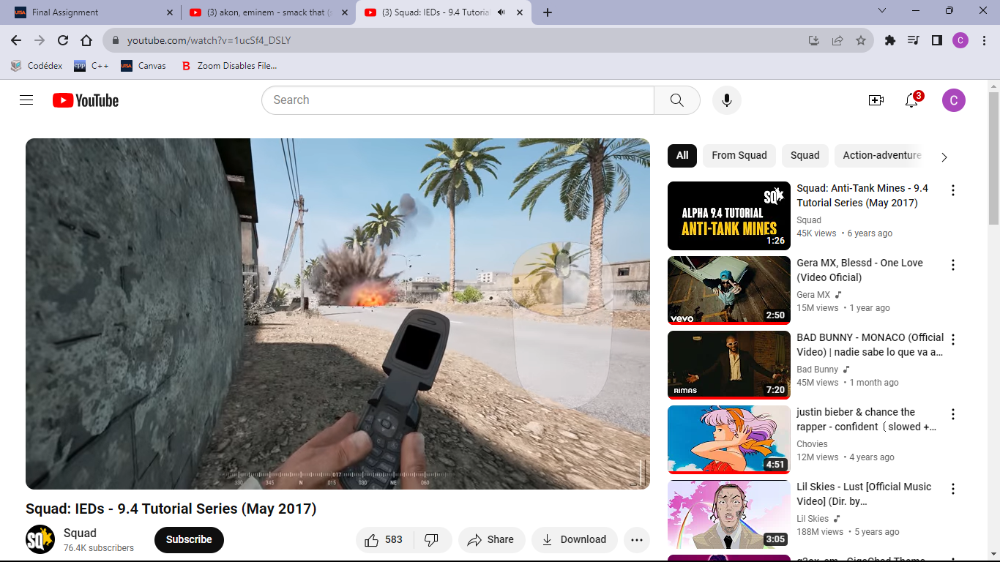 Final Assignment
(3) akon, eminem - smack that (s
(3) Squad: IEDs - 9.4 Tutorial
youtube.com/watch?v=1ucSf4_DSLY
C
Codédex
C++
Canvas
Zoom Disables File...
YouTube
Search
3
C
All
From Squad
Squad
Action-adventure
ALPHA 9.4 TUTORIAL
ANTI-TANK MINES
1:26
Squad: Anti-Tank Mines - 9.4
Tutorial Series (May 2017)
Squad
45K views • 6 years ago
vevo
2:50
Gera MX, Blessd - One Love
(Video Oficial)
Gera MX
15M views • 1 year ago
RIMAS
7:20
BAD BUNNY - MONACO (Official
Video) | nadie sabe lo que va a...
Bad Bunny
45M views • 1 month ago
4:51
justin bieber & chance the
rapper - confident ❲slowed +...
Chovies
12M views • 4 years ago
3:05
Lil Skies - Lust [Official Music
Video] (Dir. by...
Lil Skies
188M views • 5 years ago
330 345 N 015 017 030 NE 060
Squad: IEDs - 9.4 Tutorial Series (May 2017)
Squad
76.4K subscribers
Subscribe
583
Share
Download